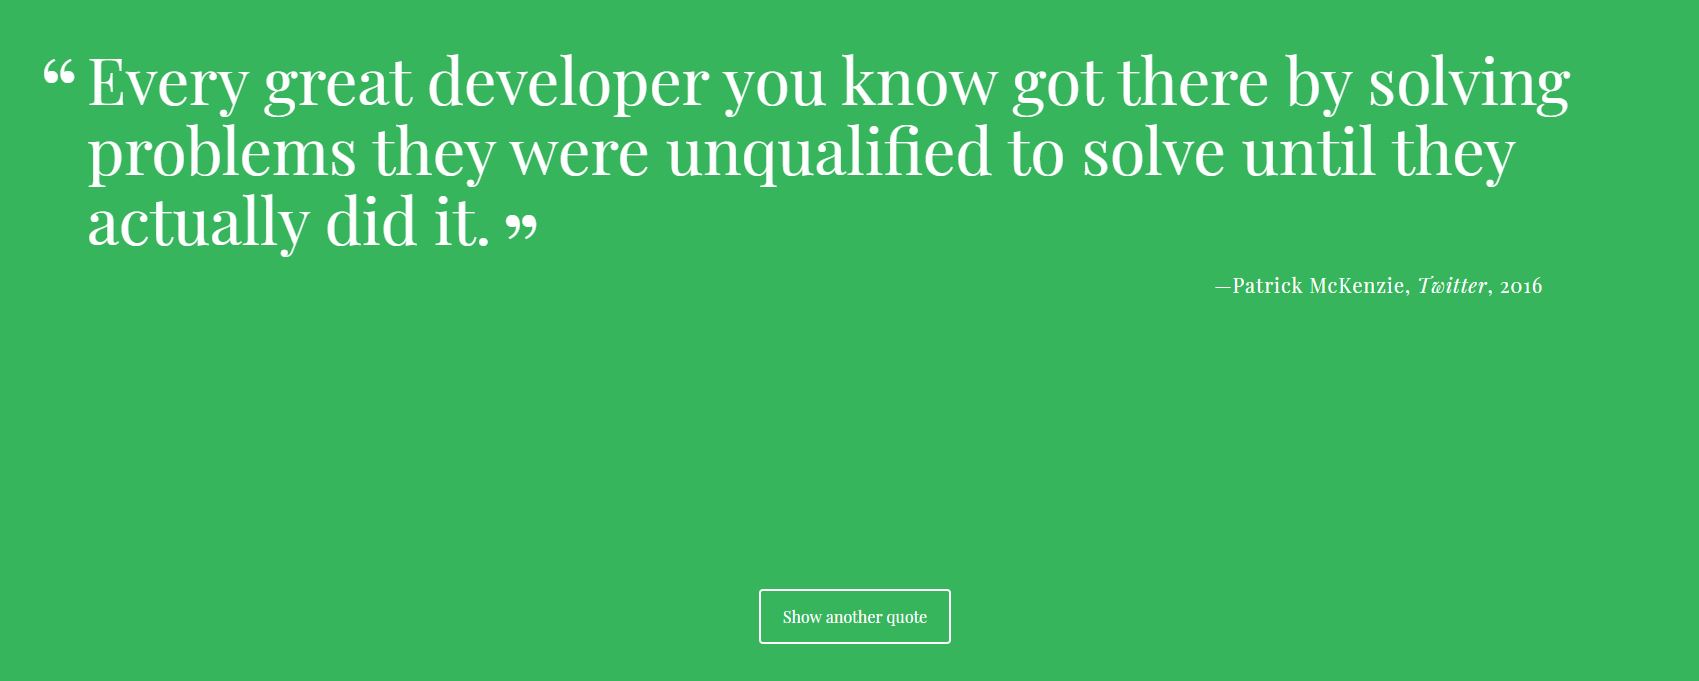 “Every great developer you know got there by solving
problems they were unqualified to solve until they
actually did it. ”
—Patrick McKenzie, Twitter, 2016
Show another quote